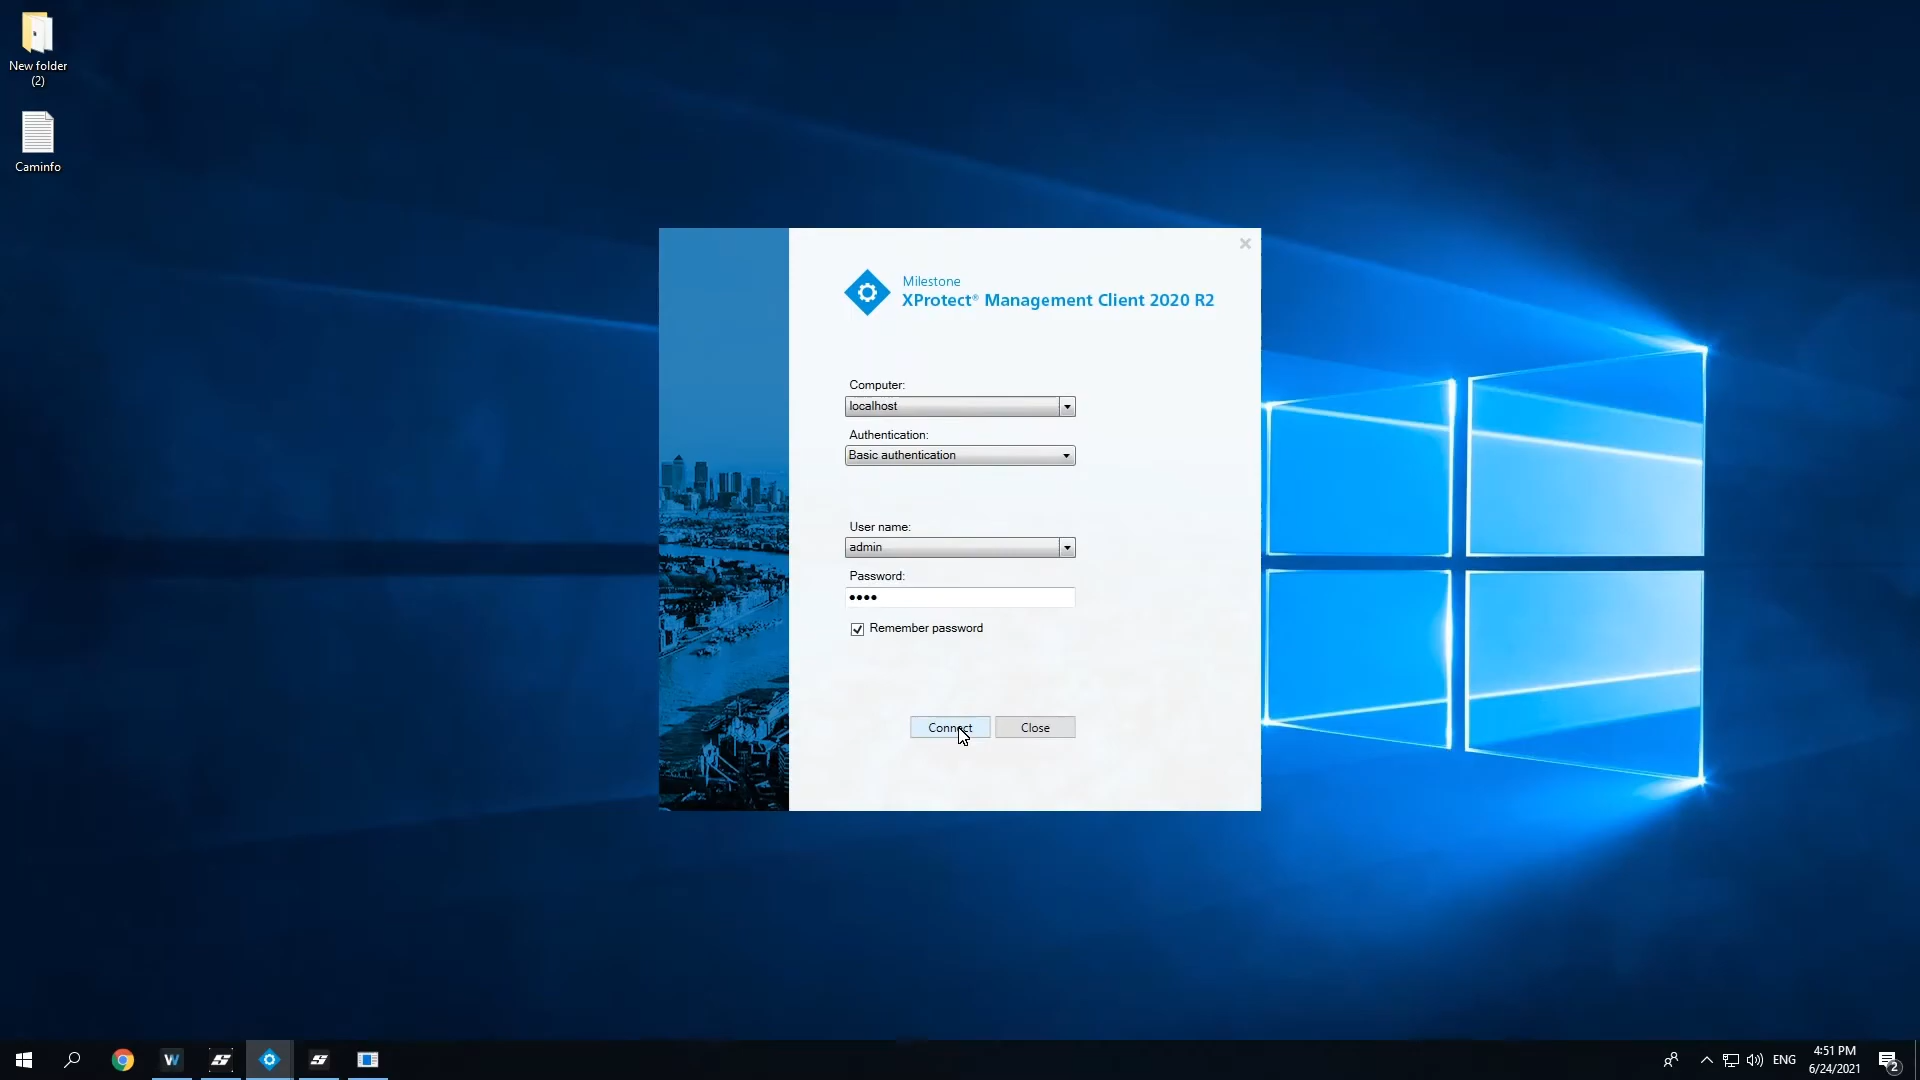 New folder
(2)
Caminfo
Milestone
XProtect® Management Client 2020 R2
Computer:
localhost
Authentication:
Basic authentication
User name:
admin
Password:
••••
Remember password
Connect
Close
W
ENG
4:51 PM
6/24/2021
2